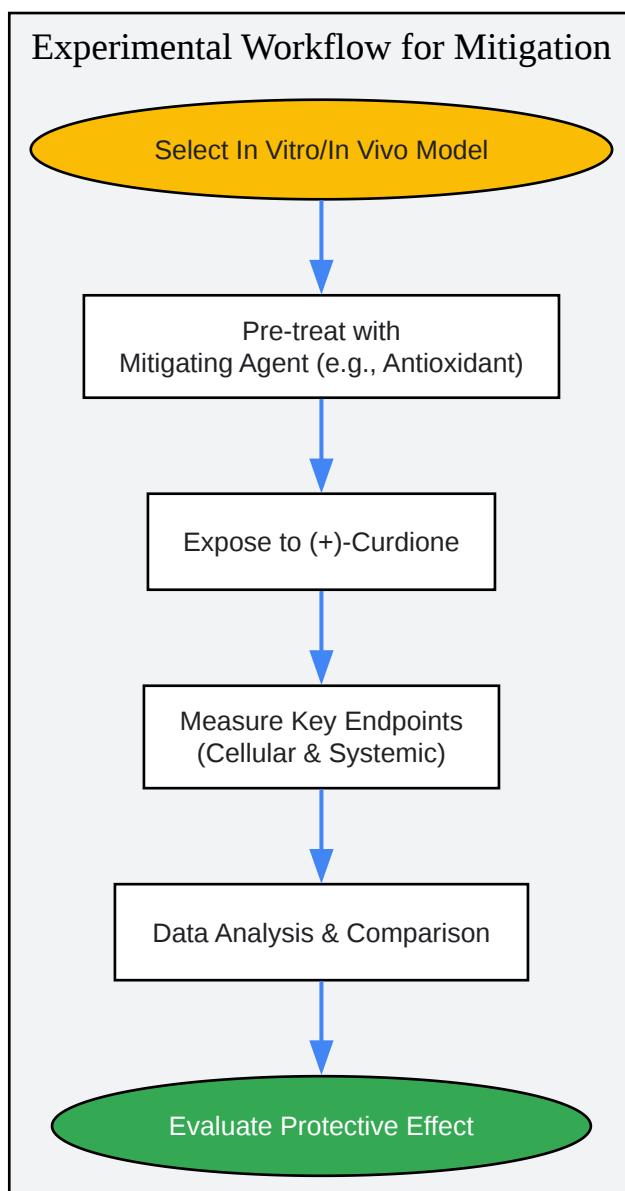 Experimental Workflow for Mitigation
Select In Vitro/In Vivo Model
Pre-treat with
Mitigating Agent (e.g., Antioxidant)
Expose to (+)-Curdione
Measure Key Endpoints
(Cellular & Systemic)
Data Analysis & Comparison
Evaluate Protective Effect